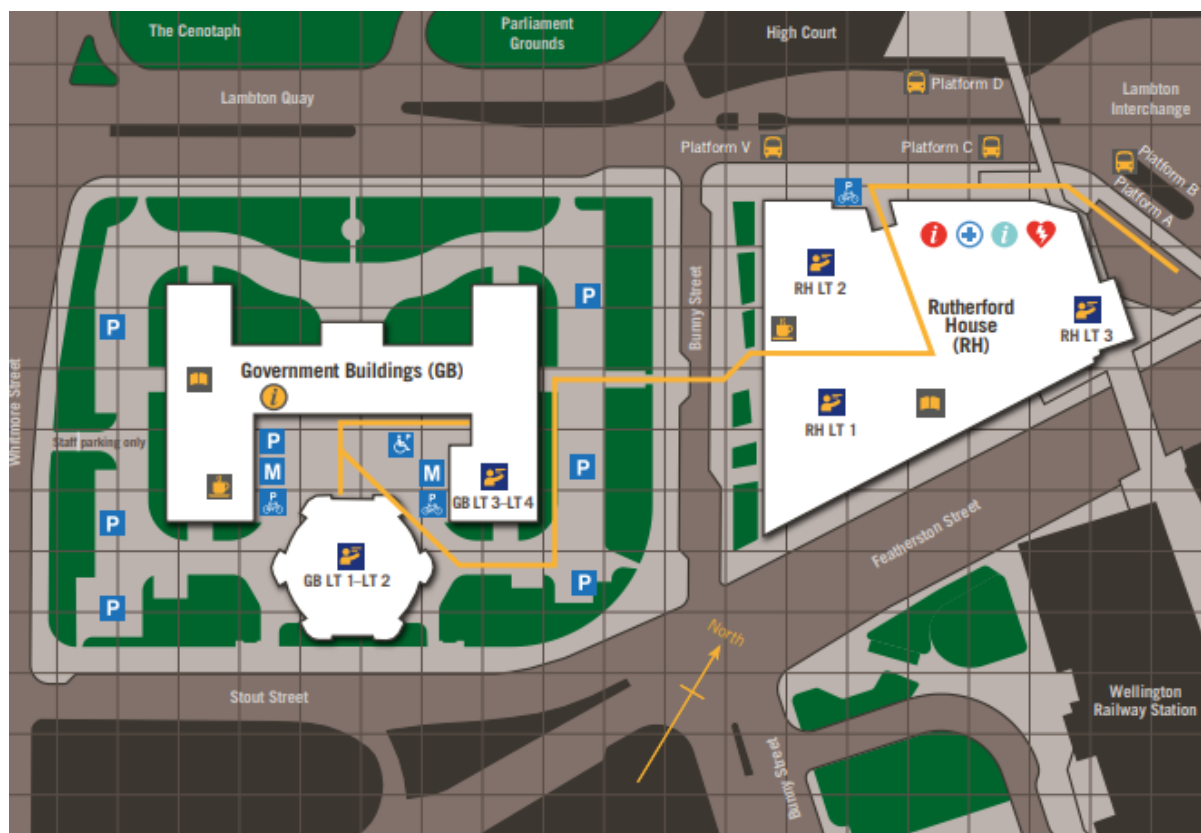 The Cenotaph
Parliament
Grounds
High Court
Platform D
Lambton
Interchange
Lambton Quay
Platform V
Platform C
Platform B
Platform A
P
RH LT 2
Bunny Street
Rutherford
House
(RH)
RH LT 3
P
P
Whitmore Street
Government Buildings (GB)
RH LT 1
Staff parking only
P
M
P
M
P
P
GB LT 3–LT 4
P
P
Featherston Street
GB LT 1–LT 2
P
P
North
Stout Street
Wellington
Railway Station
Bunny Street